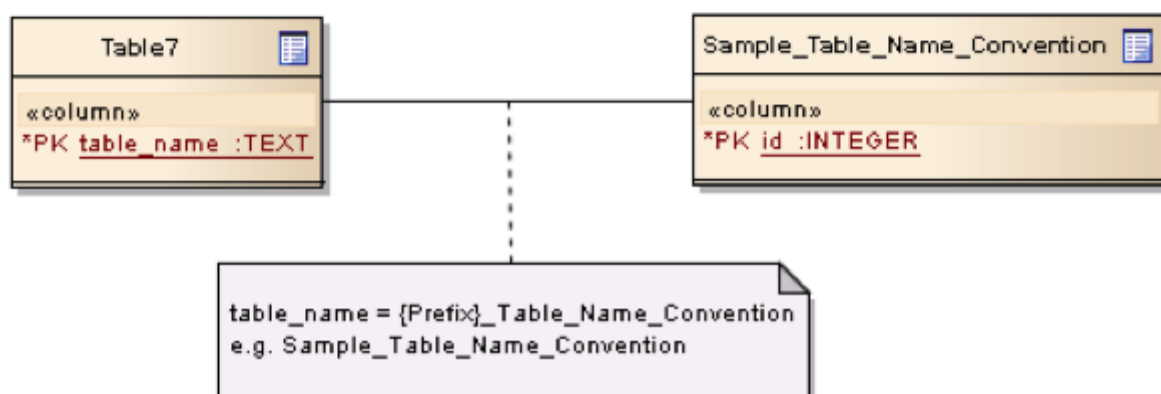 Table7
«column»
*PK table_name :TEXT
Sample_Table_Name_Convention
«column»
*PK id :INTEGER
table_name = {Prefix}_Table_Name_Convention
e.g. Sample_Table_Name_Convention